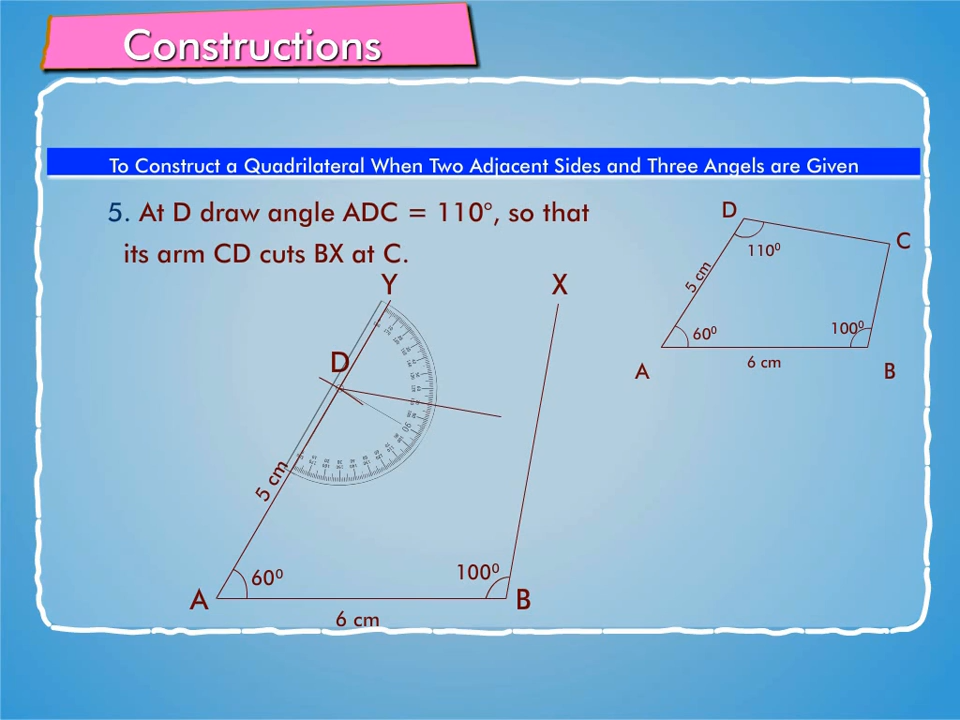 Constructions
To Construct a Quadrilateral When Two Adjacent Sides and Three Angels are Given
5. At D draw angle ADC = 110°, so that
its arm CD cuts BX at C.
D
C
110⁰
5 cm
60⁰
100⁰
A
6 cm
B
Y
X
D
90
5 cm
60⁰
100⁰
A
B
6 cm